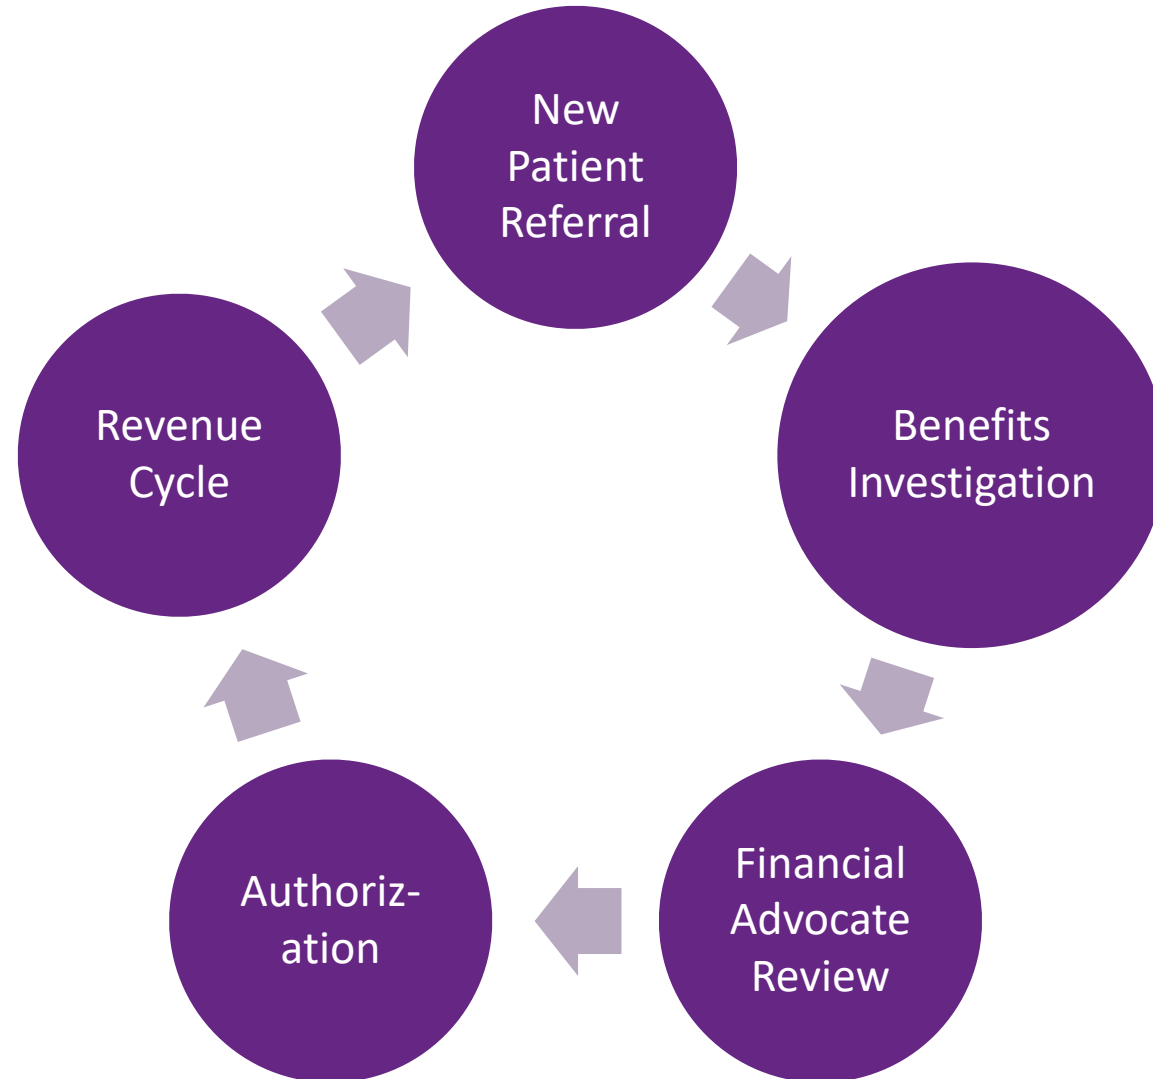 New
Patient
Referral
Benefits
Investigation
Financial
Advocate
Review
Authoriz-
ation
Revenue
Cycle